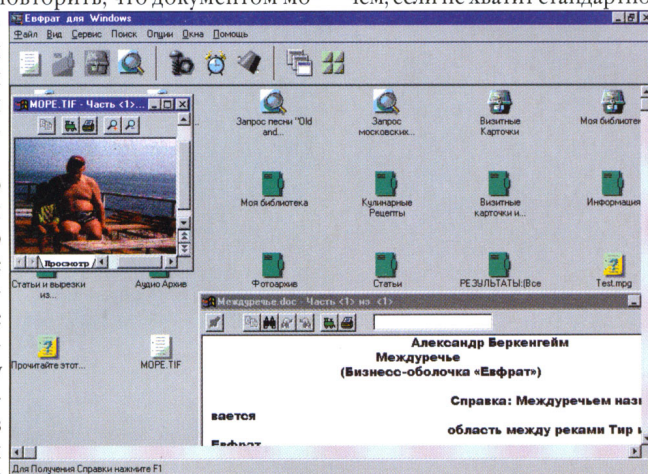 повторить, что документом мо-
чем, если не хватит стандартно
Евфрат для Windows
Файл Вид Сервис Поиск Опции Окна Помощь
МОРЕ.TIF - Часть <1>...
Просмотр
Запрос песни "Old and...
Запрос московских...
Визитные Карточки
Моя библиотек
Моя библиотека
Кулинарные Рецепты
Визитные карточки и...
Информация
Статьи и вырезки из...
Аудио Архив
Фотоархив
Статьи
РЕЗУЛЬТАТЫ:(Все
Test.mpg
Прочитайте этот...
МОРЕ.TIF
Междуречье.doc - Часть <1> из <1>
Александр Беркенгейм
Междуречье
(Бизнесс-оболочка «Евфрат»)
Справка: Междуречьем назы
вается
область между реками Тигр и
Евфрат
Для Получения Справки нажмите F1